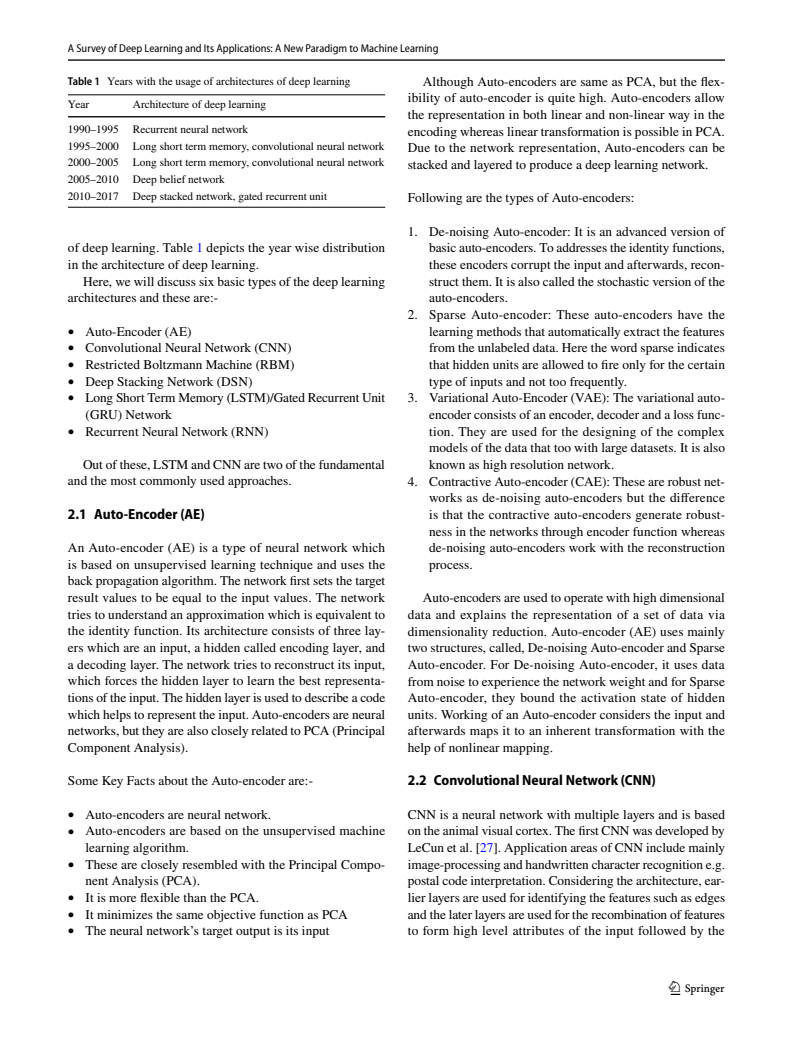 A Survey of Deep Learning and Its Applications: A New Paradigm to Machine Learning
Table 1 Years with the usage of architectures of deep learning
Year Architecture of deep learning
1990–1995 Recurrent neural network
1995–2000 Long short term memory, convolutional neural network
2000–2005 Long short term memory, convolutional neural network
2005–2010 Deep belief network
2010–2017 Deep stacked network, gated recurrent unit
of deep learning. Table 1 depicts the year wise distribution
in the architecture of deep learning.
Here, we will discuss six basic types of the deep learning
architectures and these are:-
• Auto-Encoder (AE)
• Convolutional Neural Network (CNN)
• Restricted Boltzmann Machine (RBM)
• Deep Stacking Network (DSN)
• Long Short Term Memory (LSTM)/Gated Recurrent Unit
(GRU) Network
• Recurrent Neural Network (RNN)
Out of these, LSTM and CNN are two of the fundamental
and the most commonly used approaches.
2.1 Auto-Encoder (AE)
An Auto-encoder (AE) is a type of neural network which
is based on unsupervised learning technique and uses the
back propagation algorithm. The network first sets the target
result values to be equal to the input values. The network
tries to understand an approximation which is equivalent to
the identity function. Its architecture consists of three lay-
ers which are an input, a hidden called encoding layer, and
a decoding layer. The network tries to reconstruct its input,
which forces the hidden layer to learn the best representa-
tions of the input. The hidden layer is used to describe a code
which helps to represent the input. Auto-encoders are neural
networks, but they are also closely related to PCA (Principal
Component Analysis).
Some Key Facts about the Auto-encoder are:-
• Auto-encoders are neural network.
• Auto-encoders are based on the unsupervised machine
learning algorithm.
• These are closely resembled with the Principal Compo-
nent Analysis (PCA).
• It is more flexible than the PCA.
• It minimizes the same objective function as PCA
• The neural network's target output is its input
Although Auto-encoders are same as PCA, but the flex-
ibility of auto-encoder is quite high. Auto-encoders allow
the representation in both linear and non-linear way in the
encoding whereas linear transformation is possible in PCA.
Due to the network representation, Auto-encoders can be
stacked and layered to produce a deep learning network.
Following are the types of Auto-encoders:
1. De-noising Auto-encoder: It is an advanced version of
basic auto-encoders. To addresses the identity functions,
these encoders corrupt the input and afterwards, recon-
struct them. It is also called the stochastic version of the
auto-encoders.
2. Sparse Auto-encoder: These auto-encoders have the
learning methods that automatically extract the features
from the unlabeled data. Here the word sparse indicates
that hidden units are allowed to fire only for the certain
type of inputs and not too frequently.
3. Variational Auto-Encoder (VAE): The variational auto-
encoder consists of an encoder, decoder and a loss func-
tion. They are used for the designing of the complex
models of the data that too with large datasets. It is also
known as high resolution network.
4. Contractive Auto-encoder (CAE): These are robust net-
works as de-noising auto-encoders but the difference
is that the contractive auto-encoders generate robust-
ness in the networks through encoder function whereas
de-noising auto-encoders work with the reconstruction
process.
Auto-encoders are used to operate with high dimensional
data and explains the representation of a set of data via
dimensionality reduction. Auto-encoder (AE) uses mainly
two structures, called, De-noising Auto-encoder and Sparse
Auto-encoder. For De-noising Auto-encoder, it uses data
from noise to experience the network weight and for Sparse
Auto-encoder, they bound the activation state of hidden
units. Working of an Auto-encoder considers the input and
afterwards maps it to an inherent transformation with the
help of nonlinear mapping.
2.2 Convolutional Neural Network (CNN)
CNN is a neural network with multiple layers and is based
on the animal visual cortex. The first CNN was developed by
LeCun et al. [27]. Application areas of CNN include mainly
image-processing and handwritten character recognition e.g.
postal code interpretation. Considering the architecture, ear-
lier layers are used for identifying the features such as edges
and the later layers are used for the recombination of features
to form high level attributes of the input followed by the
Springer